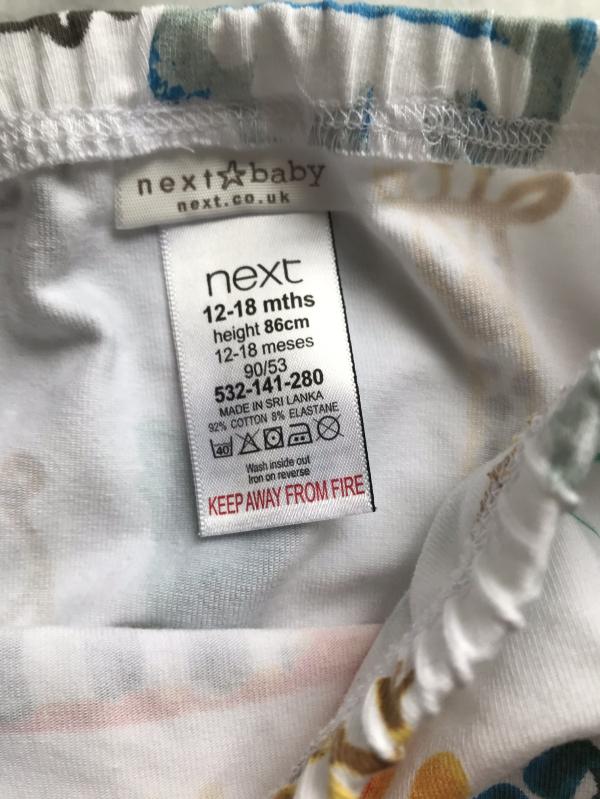 next☆baby
next.co.uk
next
12-18 mths
height 86cm
12-18 meses
90/53
532-141-280
MADE IN SRI LANKA
92% COTTON 8% ELASTANE
40
Wash inside out
Iron on reverse
KEEP AWAY FROM FIRE